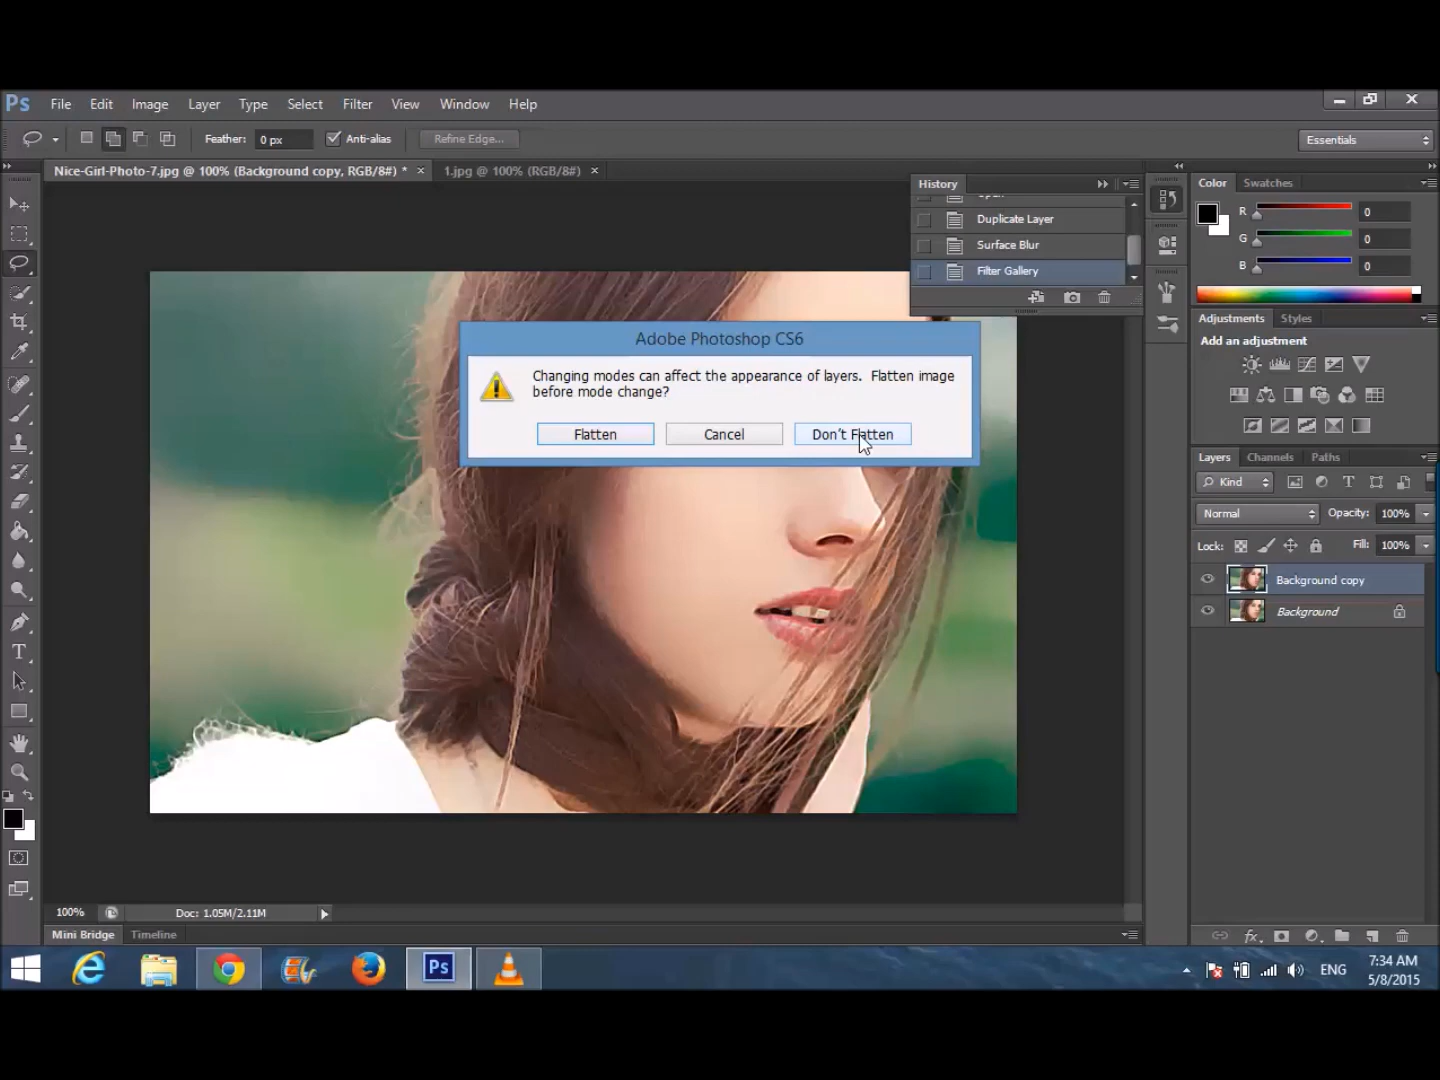 Ps File Edit Image Layer Type Select Filter View Window Help
Feather: 0 px Anti-alias Refine Edge... Essentials
Nice-Girl-Photo-7.jpg @ 100% (Background copy, RGB/8#) * × 1.jpg @ 100% (RGB/8#) ×
History
Duplicate Layer
Surface Blur
Filter Gallery
Color Swatches
R 0
G 0
B 0
Adjustments Styles
Add an adjustment
Adobe Photoshop CS6
Changing modes can affect the appearance of layers. Flatten image
before mode change?
Flatten Cancel Don't Flatten
Layers Channels Paths
Kind
Normal Opacity: 100%
Lock: Fill: 100%
Background copy
Background
100% Doc: 1.05M/2.11M
Mini Bridge Timeline
Ps
ENG 7:34 AM
5/8/2015